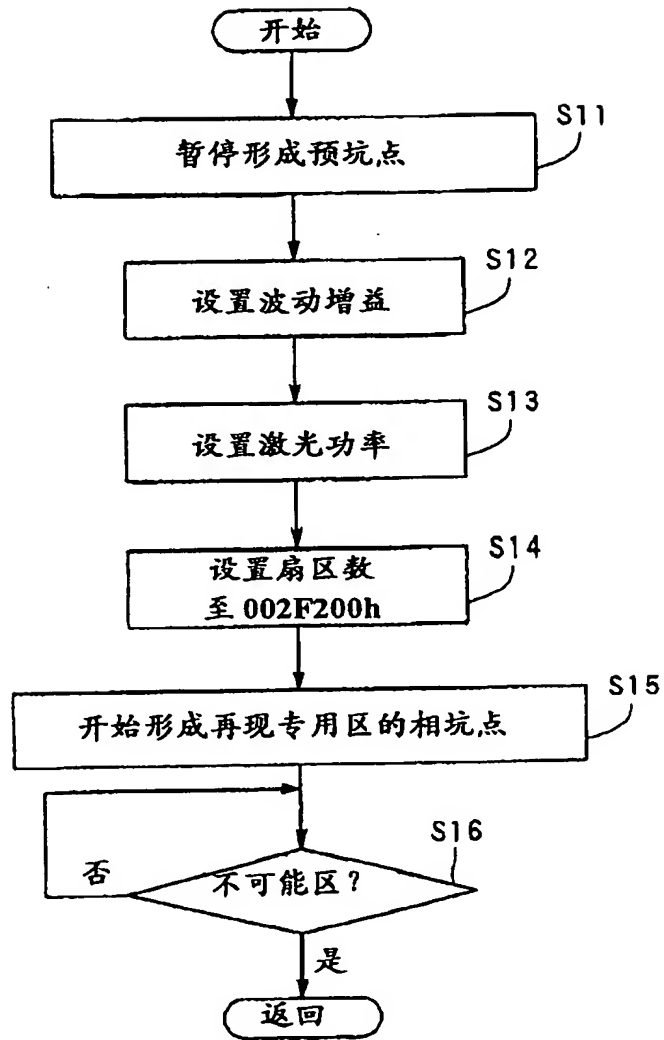 开始
S11
暂停形成预坑点
S12
设置波动增益
S13
设置激光功率
S14
设置扇区数
至 002F200h
S15
开始形成再现专用区的相坑点
S16
不可能区？
否
是
返回